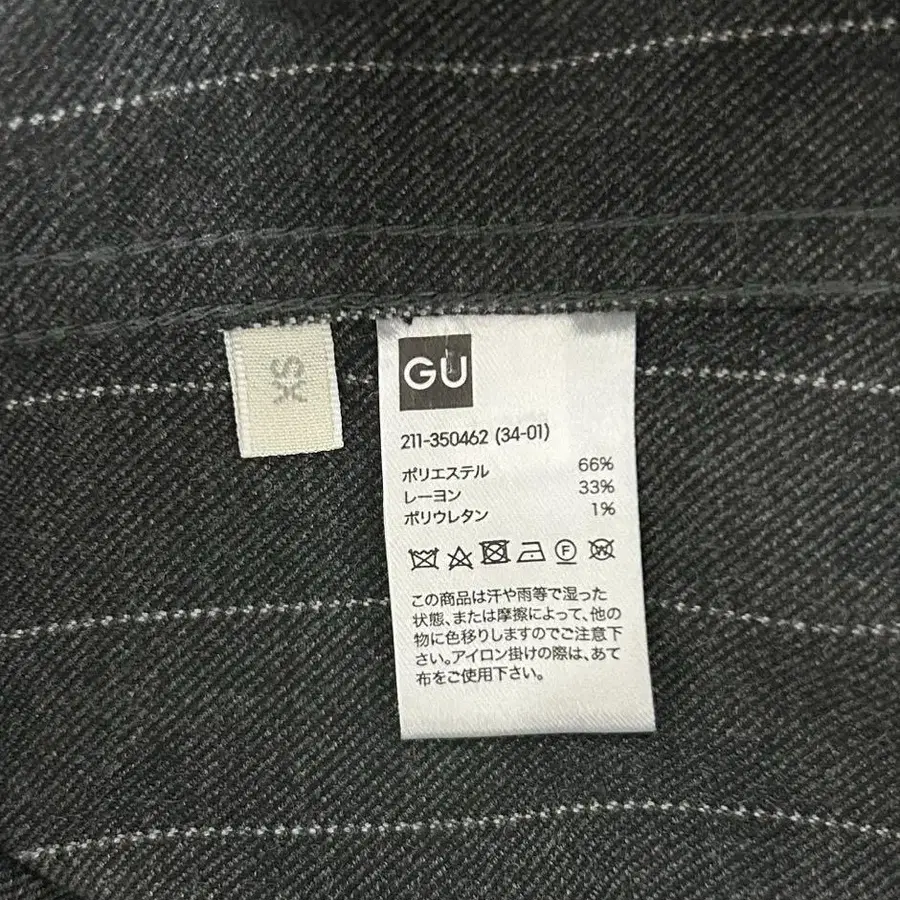 XS
GU
211-350462 (34-01)
ポリエステル 66%
レーヨン 33%
ポリウレタン 1%
F W
この商品は汗や雨等で湿った
状態、または摩擦によって、他の
物に色移りしますのでご注意下
さい。アイロン掛けの際は、あて
布をご使用下さい。